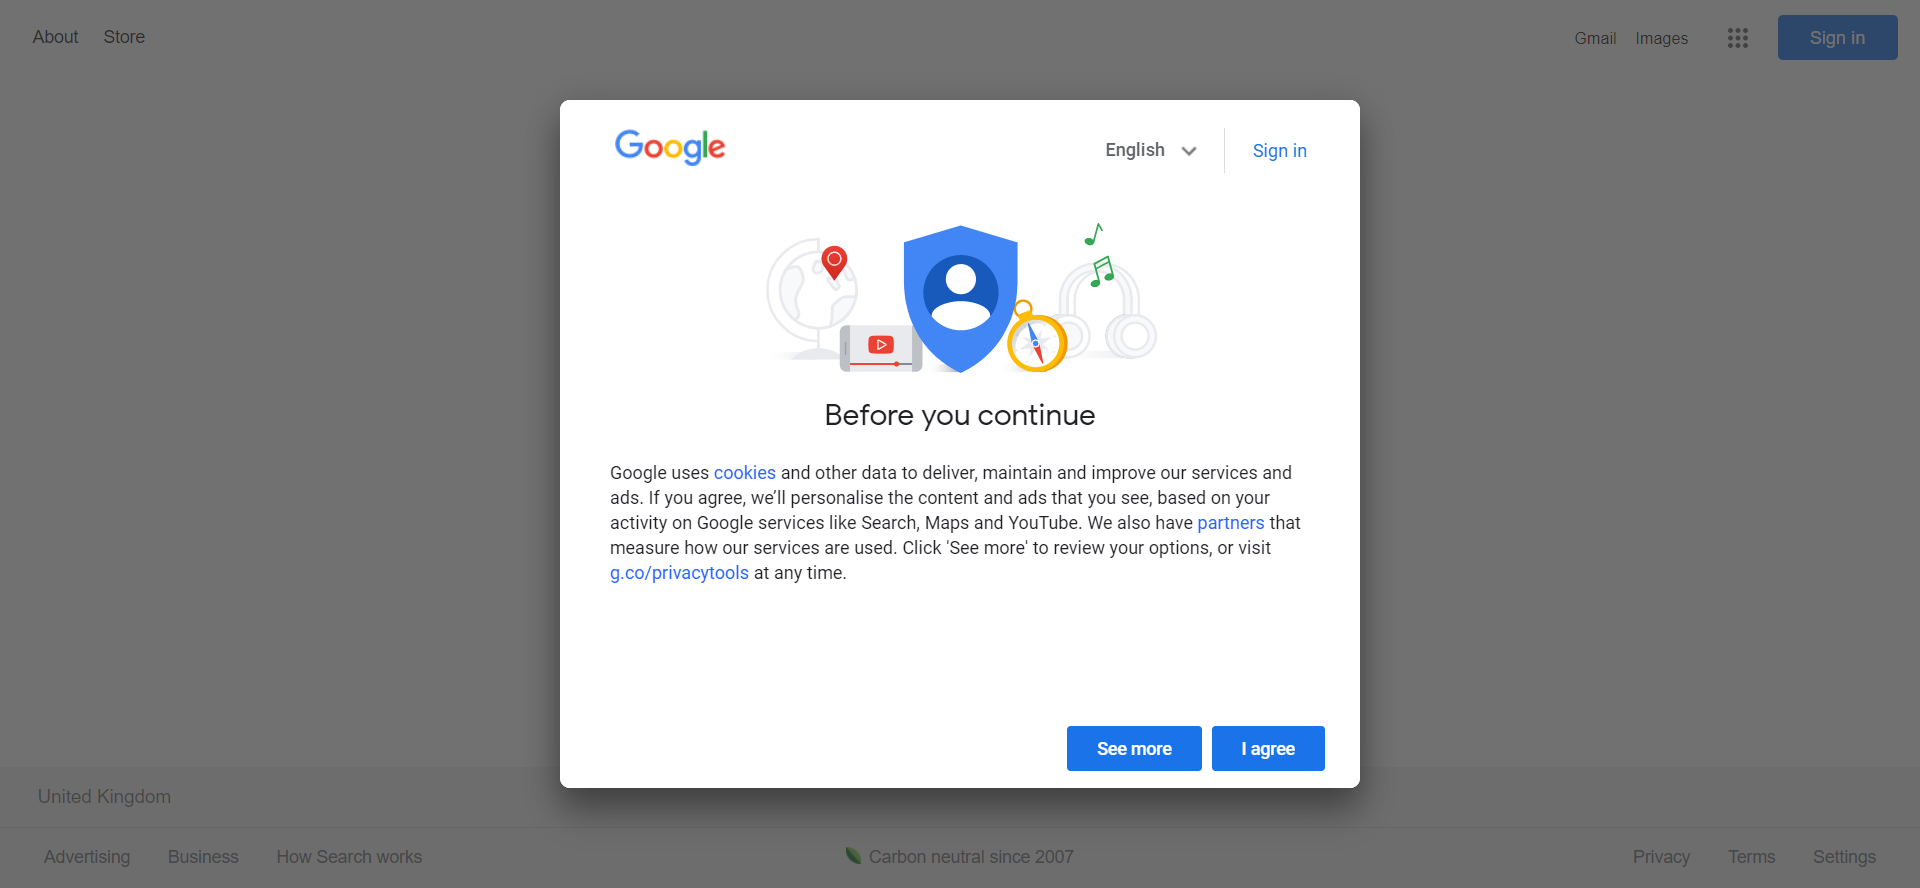 About Store
Gmail Images Sign in
Google
English Sign in
Before you continue
Google uses cookies and other data to deliver, maintain and improve our services and
ads. If you agree, we’ll personalise the content and ads that you see, based on your
activity on Google services like Search, Maps and YouTube. We also have partners that
measure how our services are used. Click 'See more' to review your options, or visit
g.co/privacytools at any time.
See more I agree
United Kingdom
Advertising Business How Search works Carbon neutral since 2007 Privacy Terms Settings